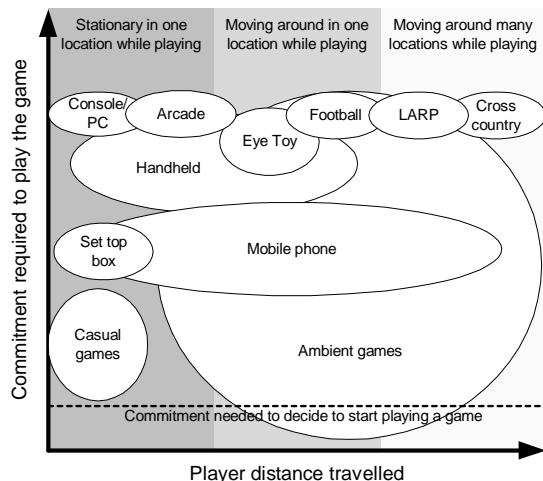 Stationary in one
location while playing
Moving around in one
location while playing
Moving around many
locations while playing
Commitment required to play the game
Console/
PC
Arcade
Eye Toy
Football
LARP
Cross
country
Handheld
Set top
box
Mobile phone
Casual
games
Ambient games
Commitment needed to decide to start playing a game
Player distance travelled